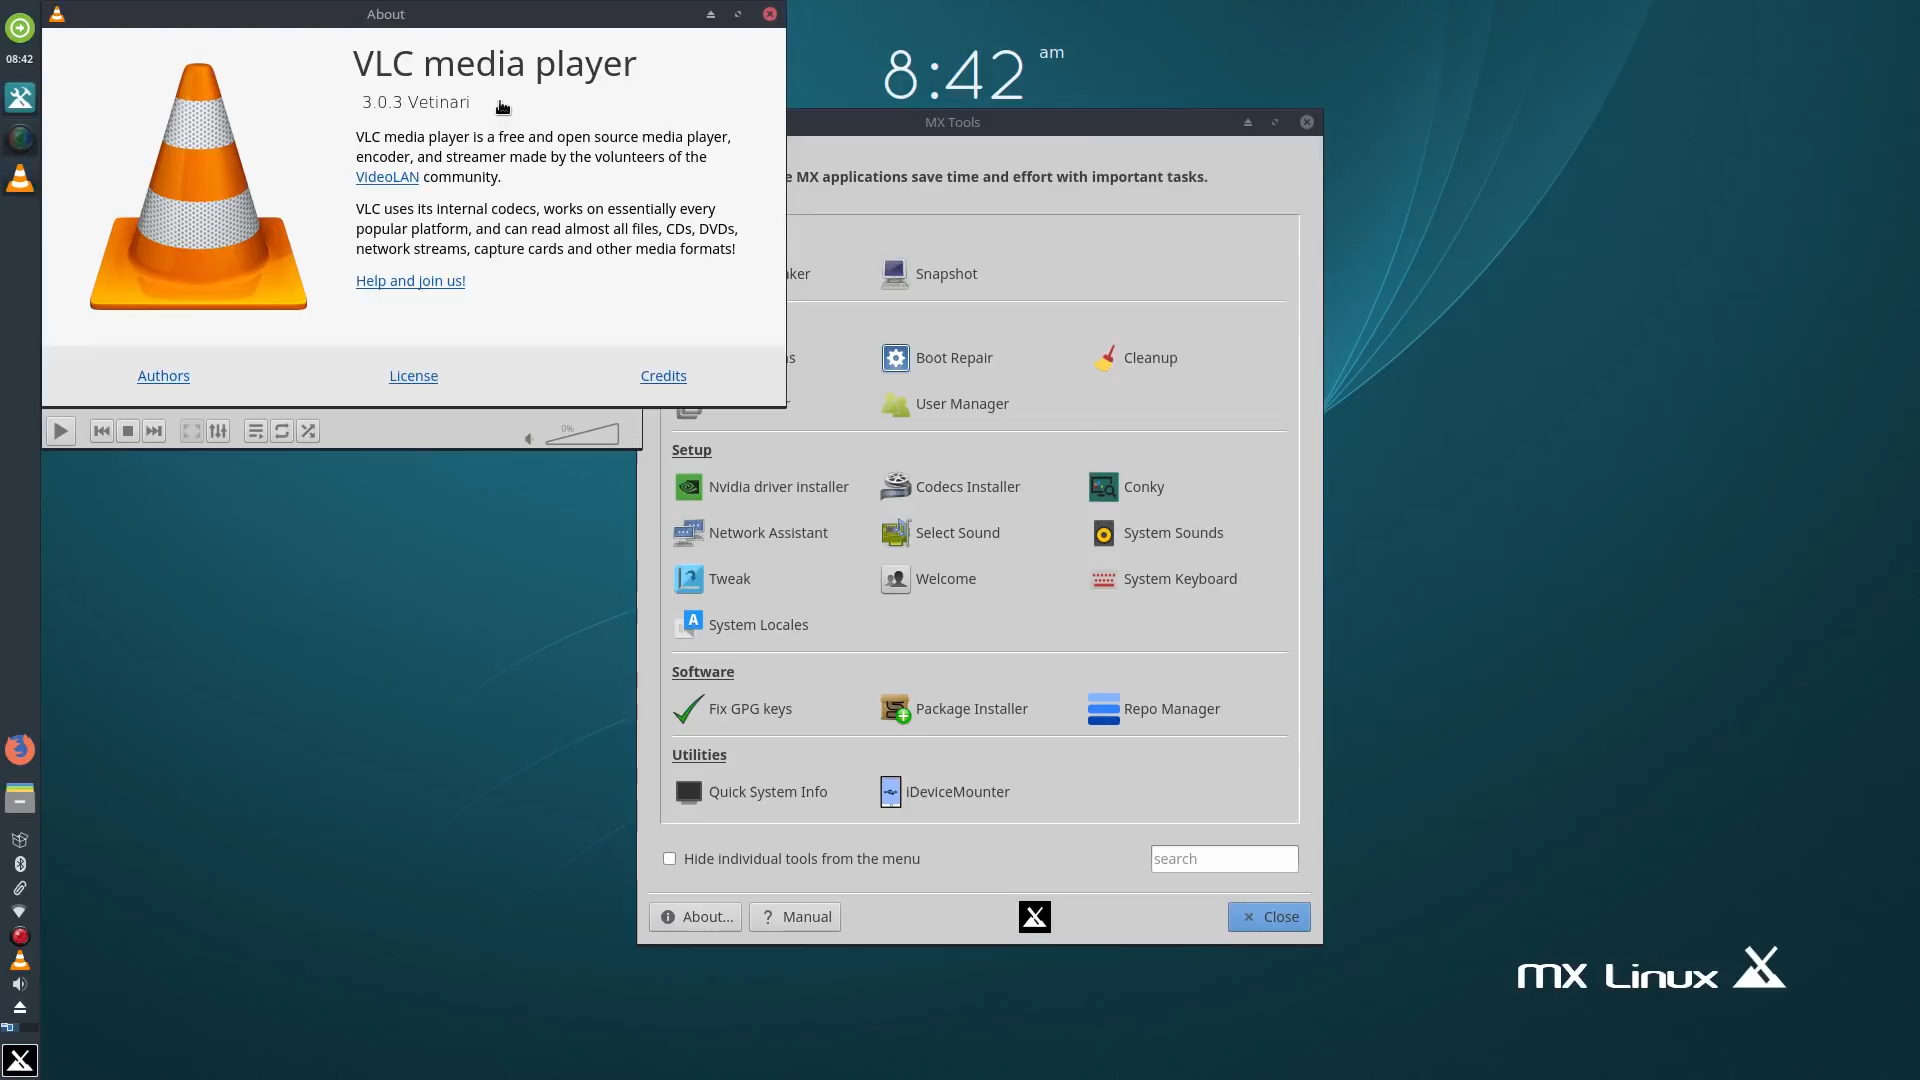 About
VLC media player
3.0.3 Vetinari
VLC media player is a free and open source media player,
encoder, and streamer made by the volunteers of the
VideoLAN community.
VLC uses its internal codecs, works on essentially every
popular platform, and can read almost all files, CDs, DVDs,
network streams, capture cards and other media formats!
Help and join us!
Authors
License
Credits
0%
08:42
8:42 am
MX Tools
MX applications save time and effort with important tasks.
Snapshot
Boot Repair
Cleanup
User Manager
Setup
Nvidia driver installer
Codecs Installer
Conky
Network Assistant
Select Sound
System Sounds
Tweak
Welcome
System Keyboard
System Locales
Software
Fix GPG keys
Package Installer
Repo Manager
Utilities
Quick System Info
iDeviceMounter
Hide individual tools from the menu
search
About...
? Manual
Close
mx Linux